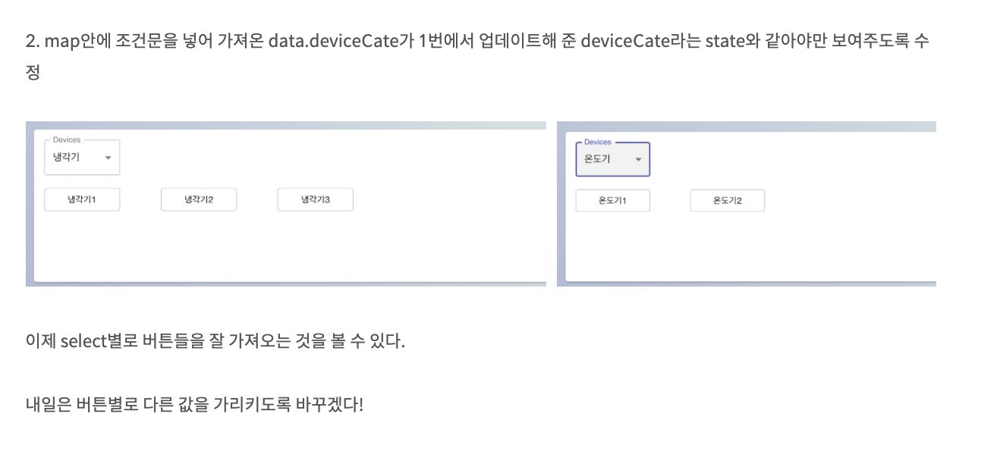 2. map안에 조건문을 넣어 가져온 data.deviceCate가 1번에서 업데이트해 준 deviceCate라는 state와 같아야만 보여주도록 수
정
Devices
냉각기
냉각기1
냉각기2
냉각기3
Devices
온도기
온도기1
온도기2
이제 select별로 버튼들을 잘 가져오는 것을 볼 수 있다.
내일은 버튼별로 다른 값을 가리키도록 바꾸겠다!